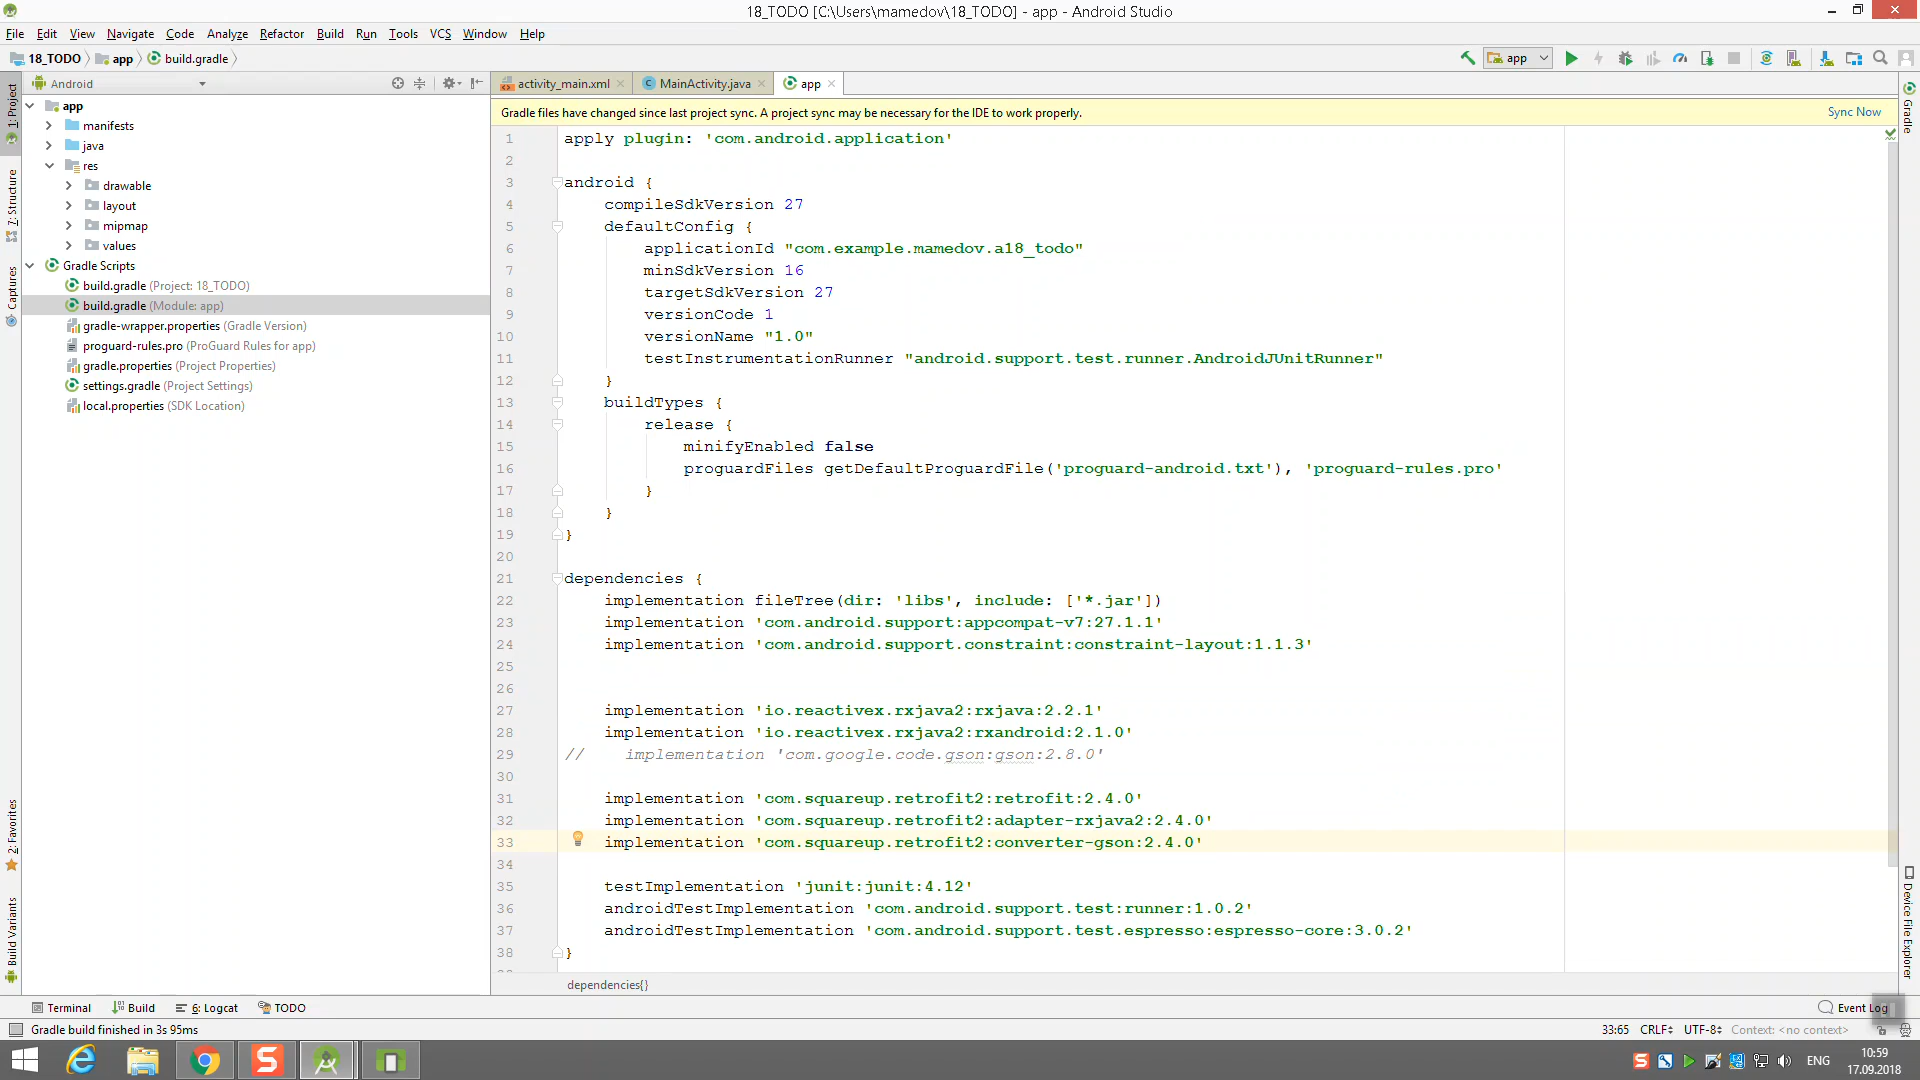 18_TODO [C:\Users\mamedov\18_TODO] - app - Android Studio
File Edit View Navigate Code Analyze Refactor Build Run Tools VCS Window Help
18_TODO app build.gradle app
Android
activity_main.xml MainActivity.java app
Gradle files have changed since last project sync. A project sync may be necessary for the IDE to work properly. Sync Now
1: Project
7: Structure
Captures
2: Favorites
Build Variants
Gradle
Device File Explorer
app
manifests
java
res
drawable
layout
mipmap
values
Gradle Scripts
build.gradle (Project: 18_TODO)
build.gradle (Module: app)
gradle-wrapper.properties (Gradle Version)
proguard-rules.pro (ProGuard Rules for app)
gradle.properties (Project Properties)
settings.gradle (Project Settings)
local.properties (SDK Location)
1 apply plugin: 'com.android.application'
2
3 android {
4 compileSdkVersion 27
5 defaultConfig {
6 applicationId "com.example.mamedov.a18_todo"
7 minSdkVersion 16
8 targetSdkVersion 27
9 versionCode 1
10 versionName "1.0"
11 testInstrumentationRunner "android.support.test.runner.AndroidJUnitRunner"
12 }
13 buildTypes {
14 release {
15 minifyEnabled false
16 proguardFiles getDefaultProguardFile('proguard-android.txt'), 'proguard-rules.pro'
17 }
18 }
19 }
20
21 dependencies {
22 implementation fileTree(dir: 'libs', include: ['*.jar'])
23 implementation 'com.android.support:appcompat-v7:27.1.1'
24 implementation 'com.android.support.constraint:constraint-layout:1.1.3'
25
26
27 implementation 'io.reactivex.rxjava2:rxjava:2.2.1'
28 implementation 'io.reactivex.rxjava2:rxandroid:2.1.0'
29 // implementation 'com.google.code.gson:gson:2.8.0'
30
31 implementation 'com.squareup.retrofit2:retrofit:2.4.0'
32 implementation 'com.squareup.retrofit2:adapter-rxjava2:2.4.0'
33 implementation 'com.squareup.retrofit2:converter-gson:2.4.0'
34
35 testImplementation 'junit:junit:4.12'
36 androidTestImplementation 'com.android.support.test:runner:1.0.2'
37 androidTestImplementation 'com.android.support.test.espresso:espresso-core:3.0.2'
38 }
dependencies{}
Terminal Build 6: Logcat TODO Event Log
Gradle build finished in 3s 95ms 33:65 CRLF UTF-8 Context: <no context>
ENG 10:59
17.09.2018